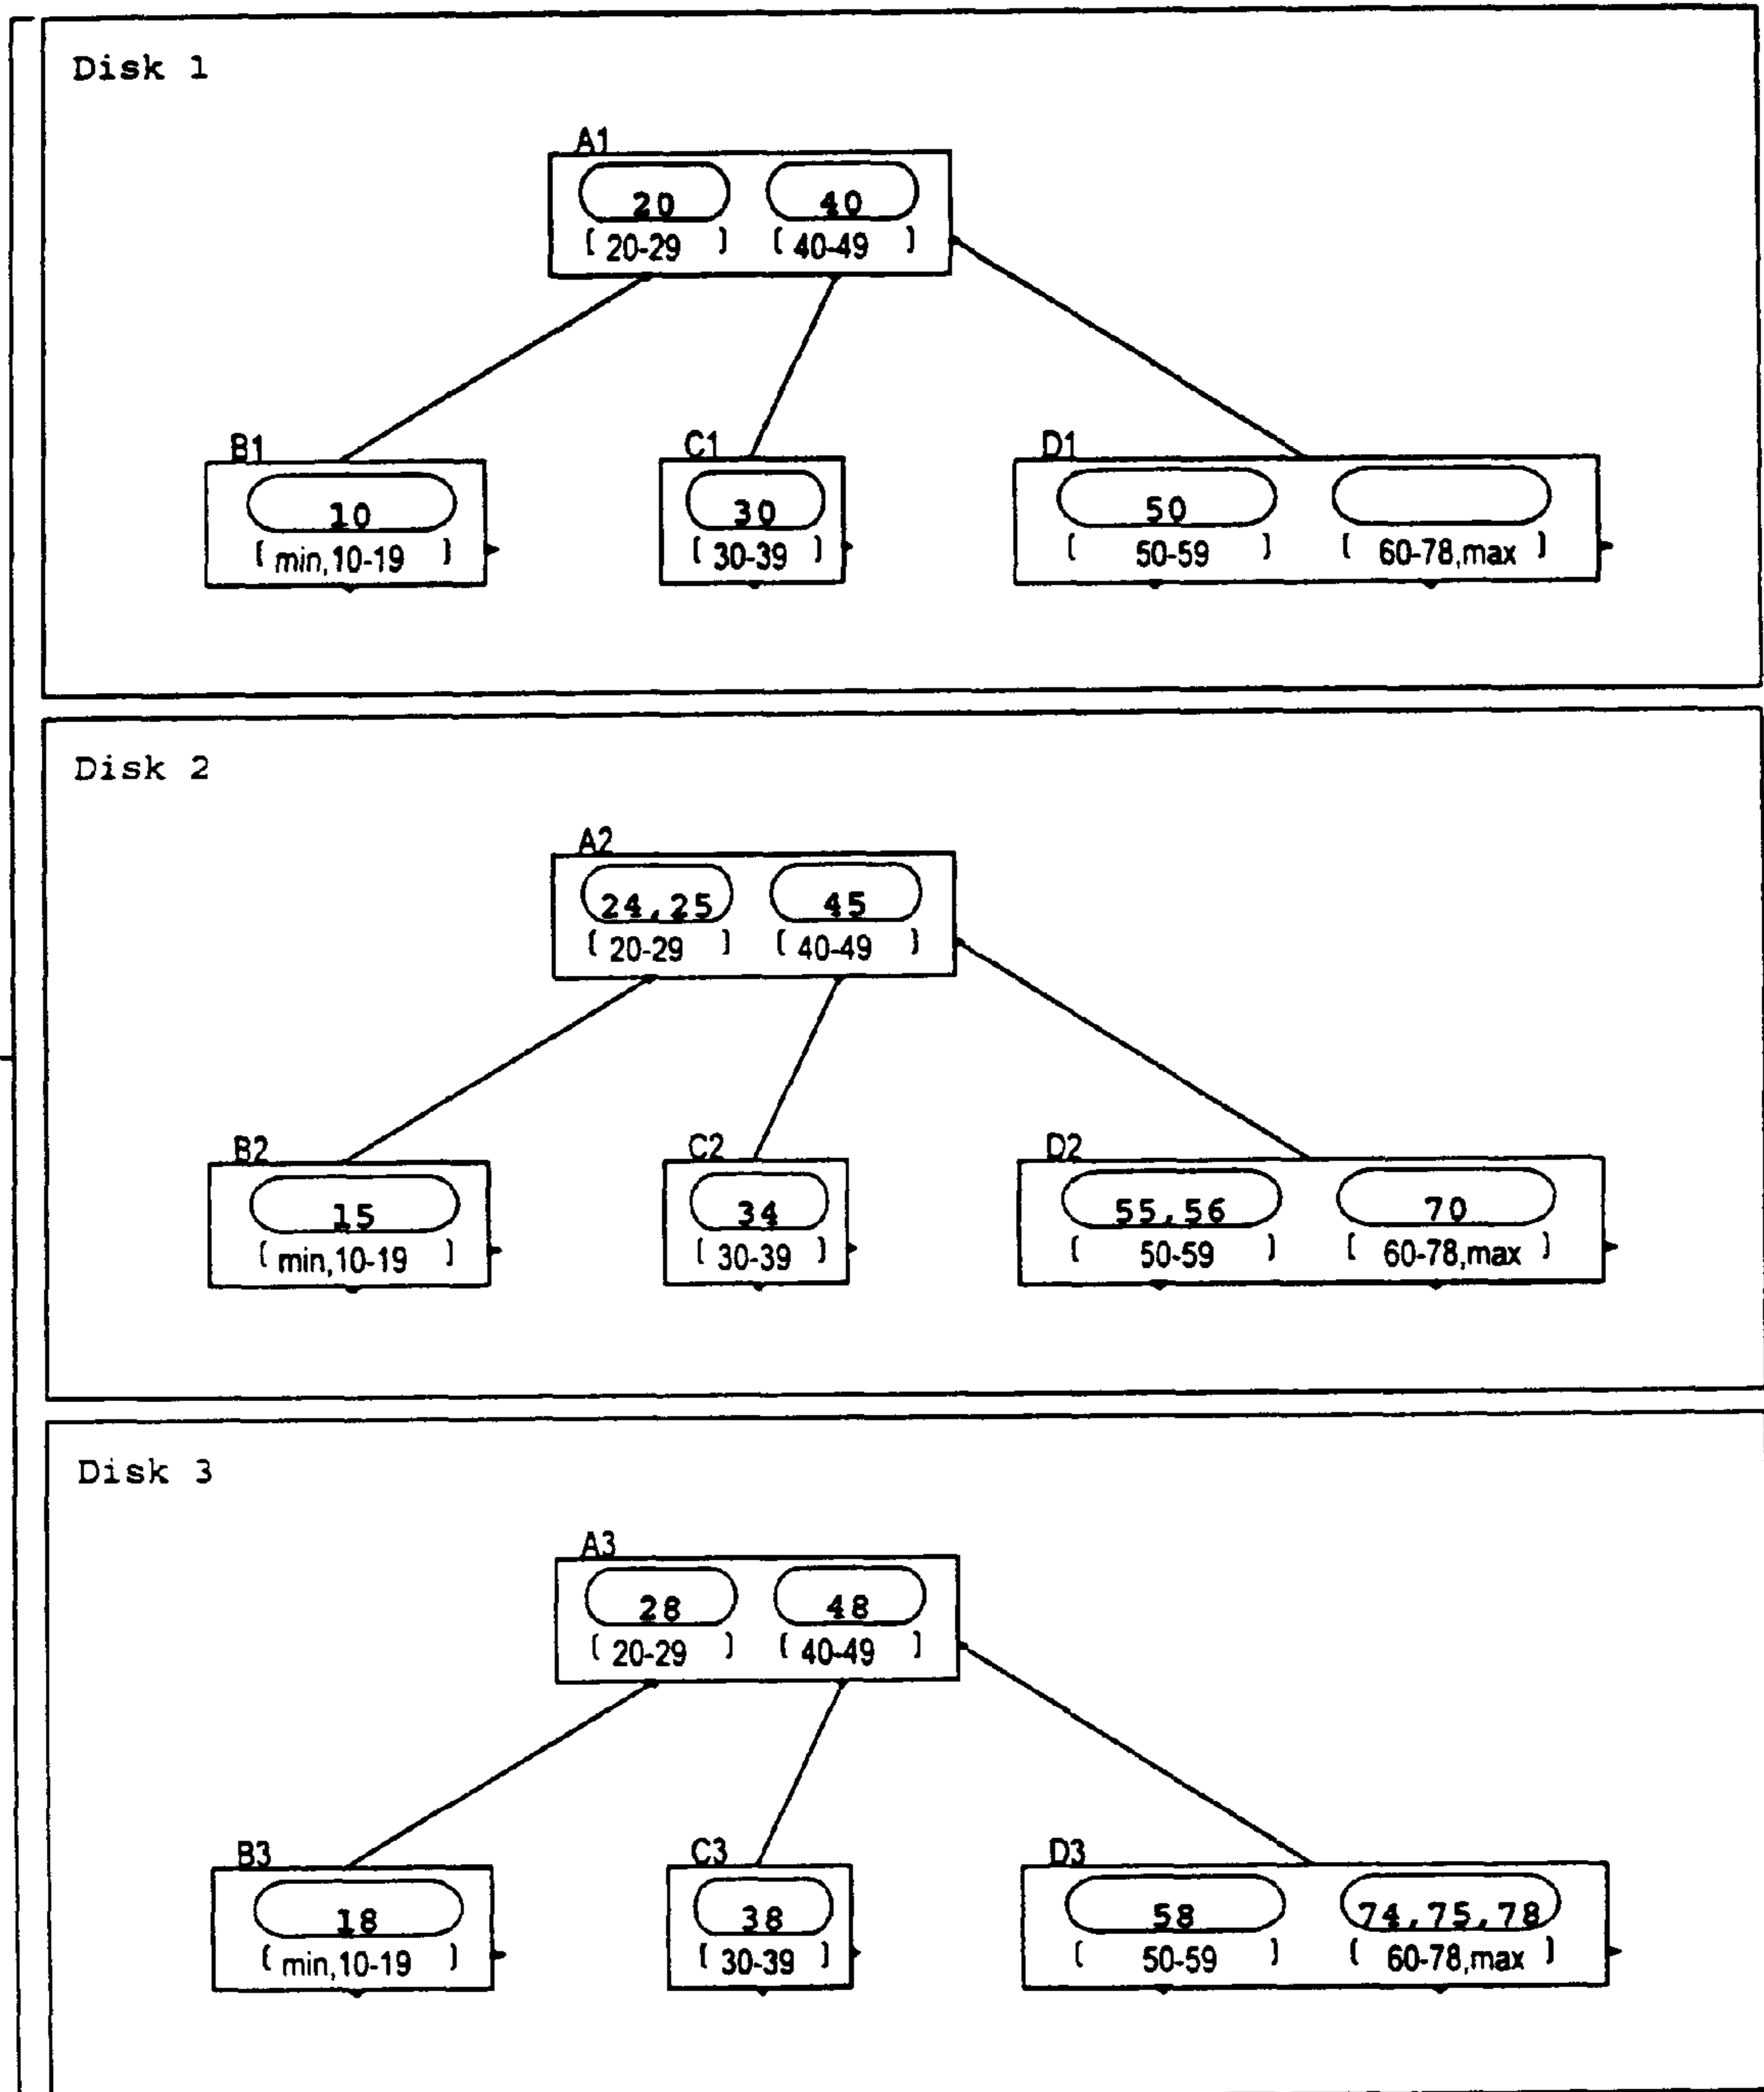 Disk 1
A1
20 40
[ 20-29 ] [ 40-49 ]
B1 C1 D1
10 30 50
[ min,10-19 ] [ 30-39 ] [ 50-59 ] [ 60-78,max ]
Disk 2
A2
24,25 45
[ 20-29 ] [ 40-49 ]
B2 C2 D2
15 34 55,56 70
[ min,10-19 ] [ 30-39 ] [ 50-59 ] [ 60-78,max ]
Disk 3
A3
28 48
[ 20-29 ] [ 40-49 ]
B3 C3 D3
18 38 58 74,75,78
[ min,10-19 ] [ 30-39 ] [ 50-59 ] [ 60-78,max ]